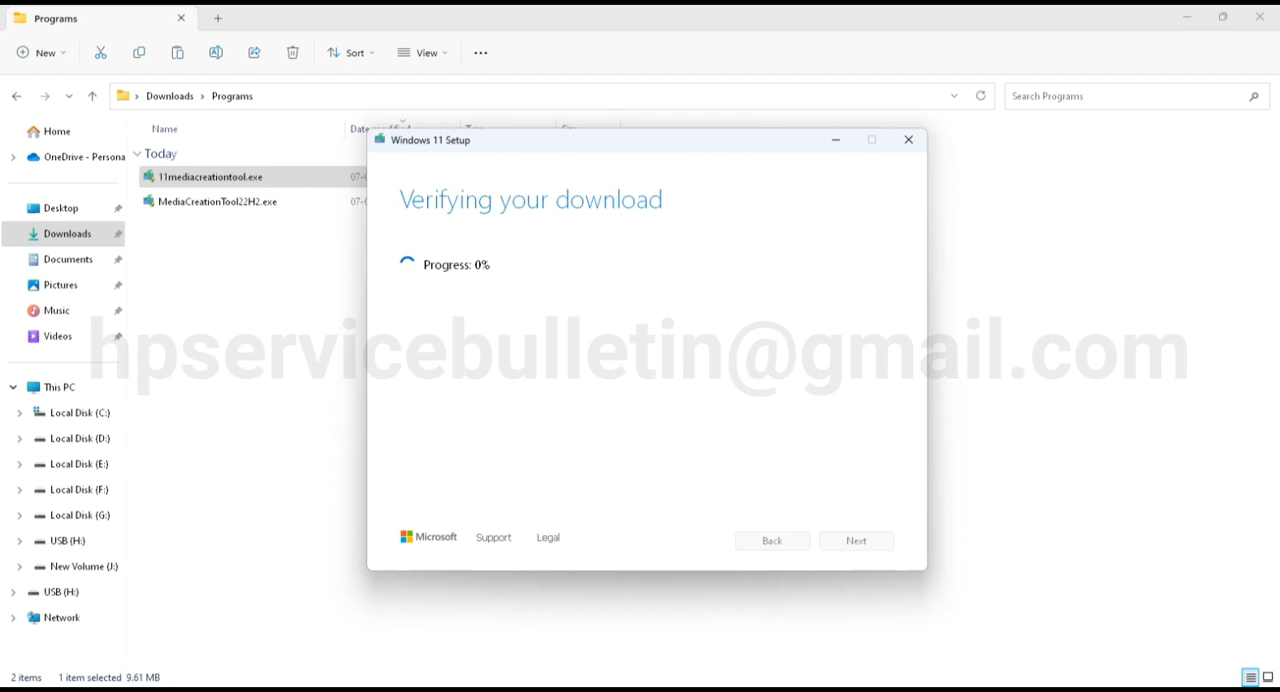 Programs
New
Sort
View
Downloads
Programs
Search Programs
Home
OneDrive - Persona
Desktop
Downloads
Documents
Pictures
Music
Videos
This PC
Local Disk (C:)
Local Disk (D:)
Local Disk (E:)
Local Disk (F:)
Local Disk (G:)
USB (H:)
New Volume (J:)
USB (H:)
Network
Name
Today
11mediacreationtool.exe
07-
MediaCreationTool22H2.exe
07-
Windows 11 Setup
Verifying your download
Progress: 0%
Microsoft Support Legal
Back Next
hpservicebulletin@gmail.com
2 items 1 item selected 9.61 MB